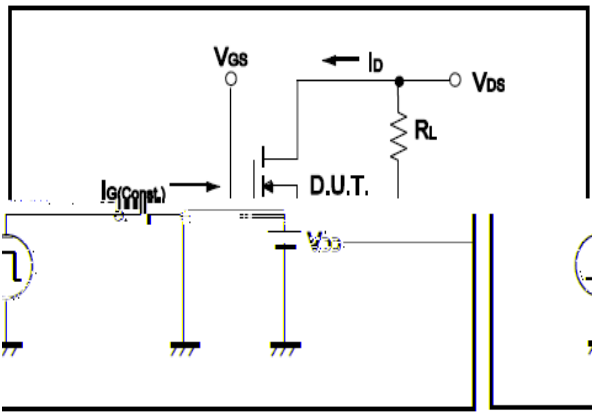 VGS
ID
VDS
RL
D.U.T.
IG(Const.)
VDD